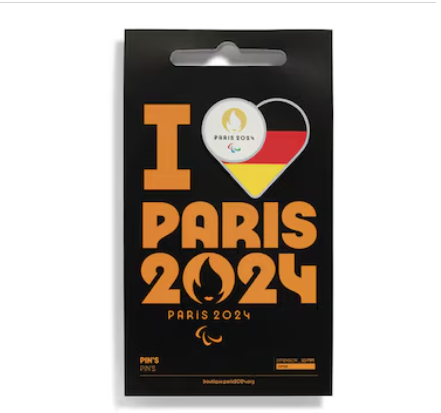 I
PARIS 2024
PARIS
2024
PARIS 2024
PIN'S
PIN'S
boutique.paris2024.org